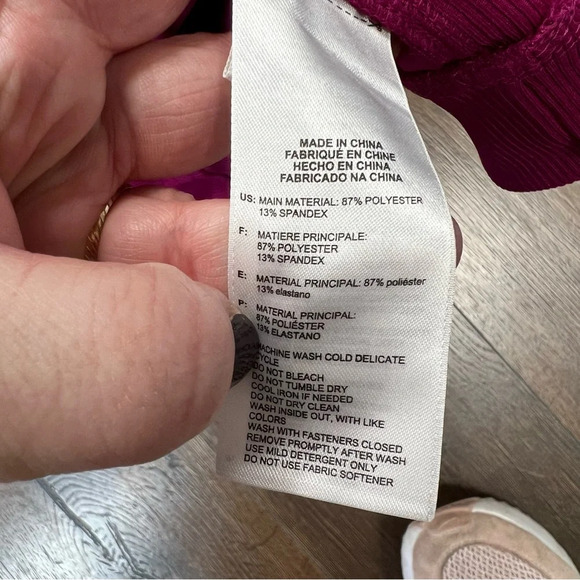 MADE IN CHINA
FABRIQUÉ EN CHINE
HECHO EN CHINA
FABRICADO NA CHINA
US: MAIN MATERIAL: 87% POLYESTER
13% SPANDEX
F: MATIERE PRINCIPALE:
87% POLYESTER
13% SPANDEX
E: MATERIAL PRINCIPAL: 87% poliéster
13% elastano
P: MATERIAL PRINCIPAL:
87% POLIÉSTER
13% ELASTANO
MACHINE WASH COLD DELICATE
CYCLE
DO NOT BLEACH
DO NOT TUMBLE DRY
COOL IRON IF NEEDED
DO NOT DRY CLEAN
WASH INSIDE OUT, WITH LIKE
COLORS
WASH WITH FASTENERS CLOSED
REMOVE PROMPTLY AFTER WASH
USE MILD DETERGENT ONLY
DO NOT USE FABRIC SOFTENER